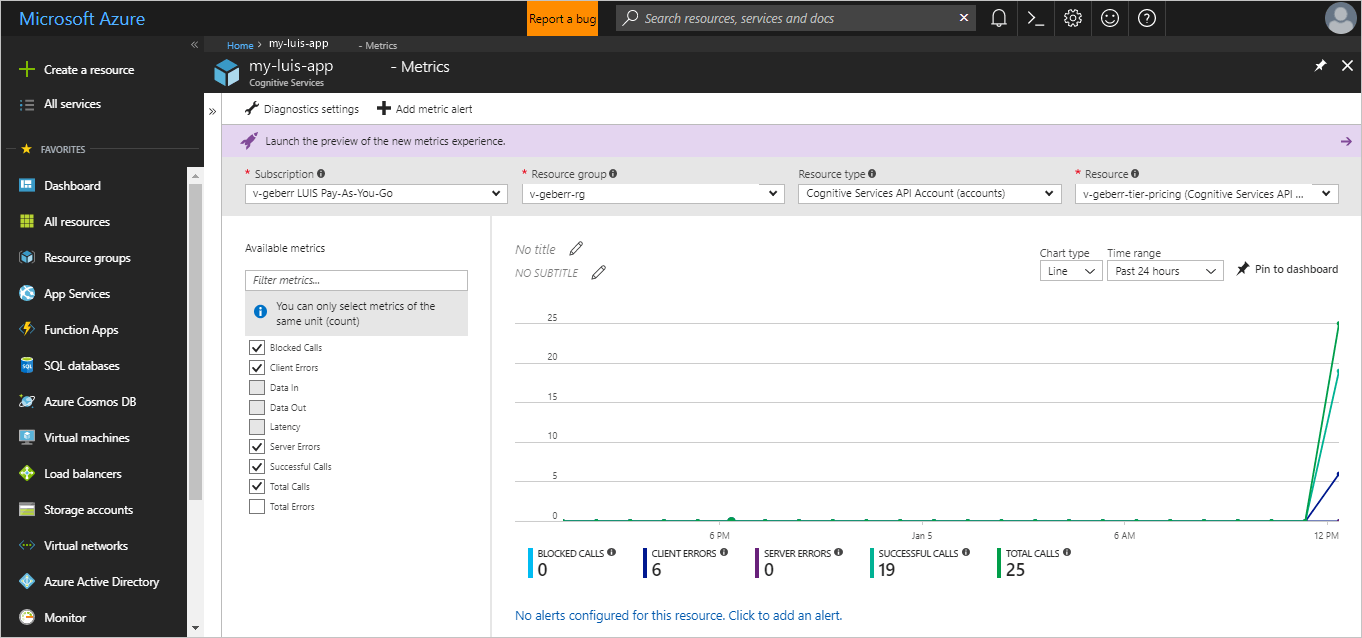 Microsoft Azure
Report a bug
Search resources, services and docs
Home > my-luis-app - Metrics
my-luis-app - Metrics
Cognitive Services
Create a resource
All services
FAVORITES
Dashboard
All resources
Resource groups
App Services
Function Apps
SQL databases
Azure Cosmos DB
Virtual machines
Load balancers
Storage accounts
Virtual networks
Azure Active Directory
Monitor
Diagnostics settings
Add metric alert
Launch the preview of the new metrics experience.
* Subscription
v-geberr LUIS Pay-As-You-Go
* Resource group
v-geberr-rg
Resource type
Cognitive Services API Account (accounts)
* Resource
v-geberr-tier-pricing (Cognitive Services API ...
Available metrics
Filter metrics...
You can only select metrics of the
same unit (count)
Blocked Calls
Client Errors
Data In
Data Out
Latency
Server Errors
Successful Calls
Total Calls
Total Errors
No title
NO SUBTITLE
Chart type
Line
Time range
Past 24 hours
Pin to dashboard
25
20
15
10
5
0
6 PM
Jan 5
6 AM
12 PM
BLOCKED CALLS
0
CLIENT ERRORS
6
SERVER ERRORS
0
SUCCESSFUL CALLS
19
TOTAL CALLS
25
No alerts configured for this resource. Click to add an alert.